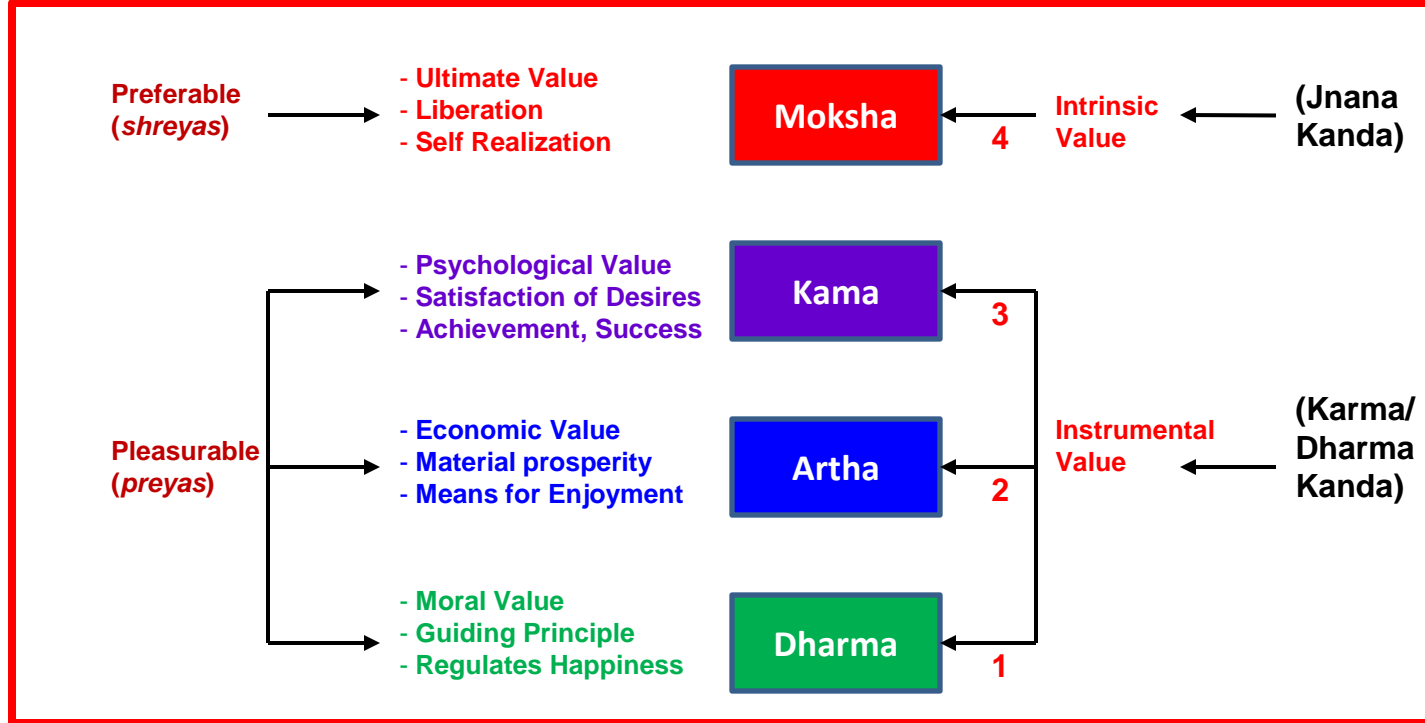 Preferable
(shreyas)
- Ultimate Value
- Liberation
- Self Realization
Moksha
4
Intrinsic
Value
(Jnana
Kanda)
- Psychological Value
- Satisfaction of Desires
- Achievement, Success
Kama
3
Pleasurable
(preyas)
- Economic Value
- Material prosperity
- Means for Enjoyment
Artha
2
Instrumental
Value
(Karma/
Dharma
Kanda)
- Moral Value
- Guiding Principle
- Regulates Happiness
Dharma
1